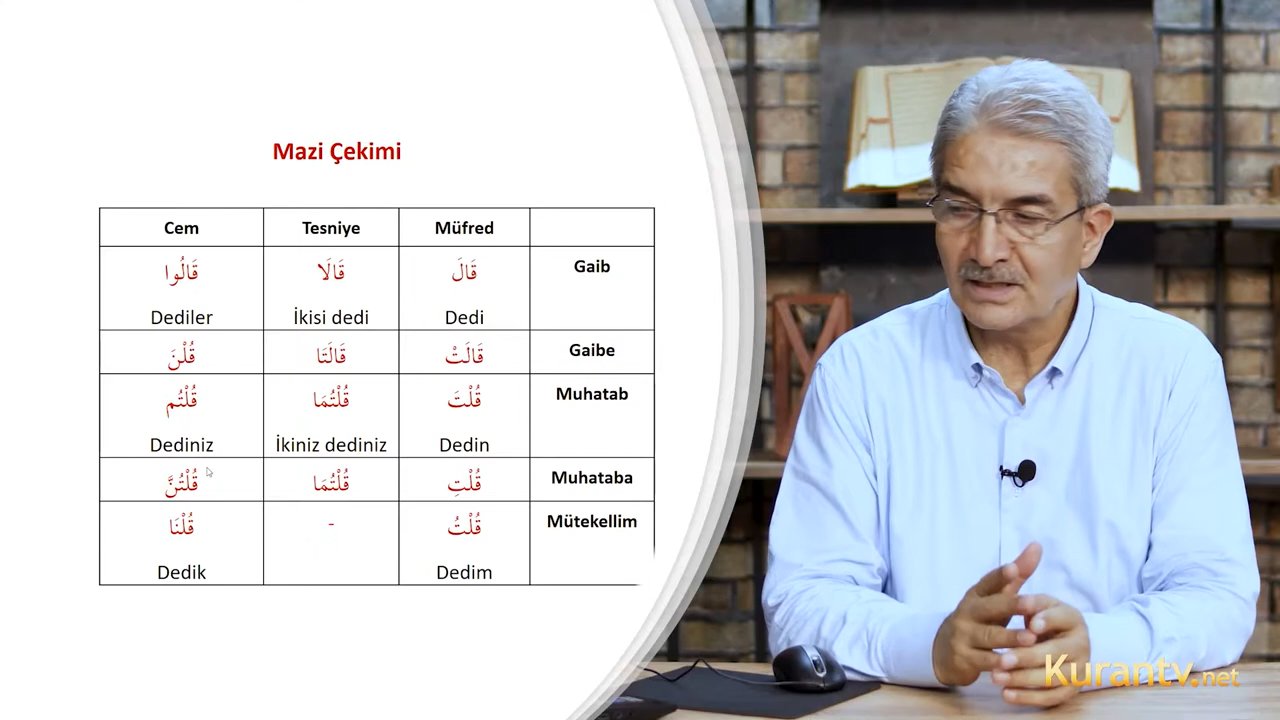 Mazi Çekimi
Cem Tesniye Müfred
قَالُوا قَالَا قَالَ Gaib
Dediler İkisi dedi Dedi
قُلْنَ قَالَتَا قَالَتْ Gaibe
قُلْتُم قُلْتُمَا قُلْتَ Muhatab
Dediniz İkiniz dediniz Dedin
قُلْتُنَّ قُلْتُمَا قُلْتِ Muhataba
قُلْنَا - قُلْتُ Mütekellim
Dedik Dedim
Kurantv.net